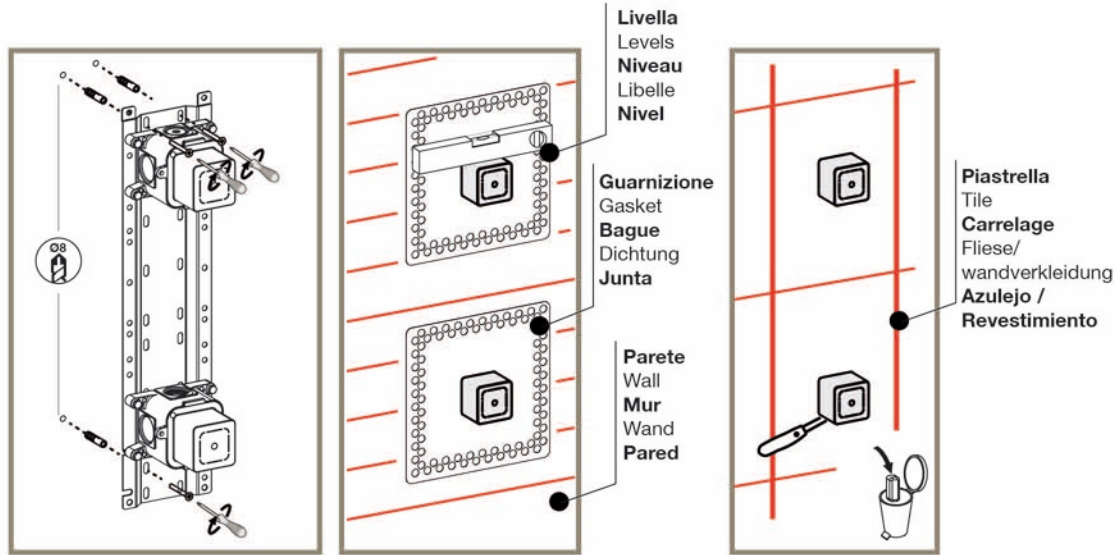 Ø8
Livella
Levels
Niveau
Libelle
Nivel
Guarnizione
Gasket
Bague
Dichtung
Junta
Parete
Wall
Mur
Wand
Pared
Piastrella
Tile
Carrelage
Fliese/
wandverkleidung
Azulejo /
Revestimiento